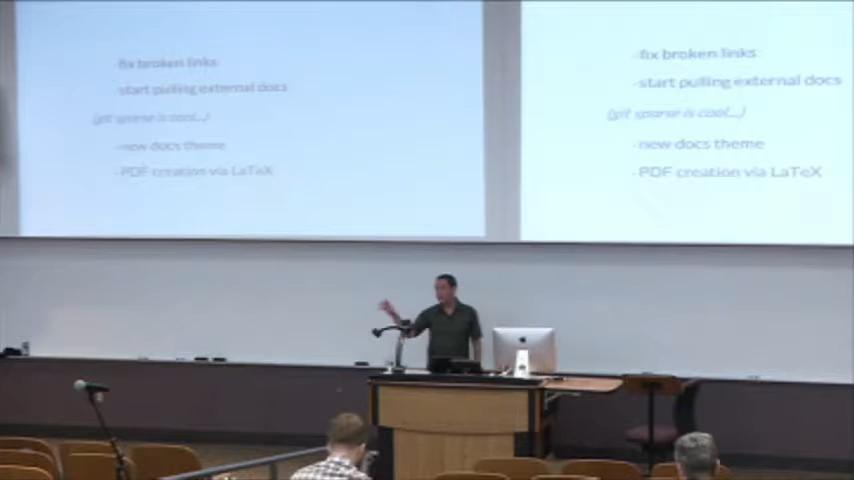 -fix broken links
-start pulling external docs
(git sparse is cool...)
-new docs theme
-PDF creation via LaTeX
-fix broken links
-start pulling external docs
(git sparse is cool...)
-new docs theme
-PDF creation via LaTeX